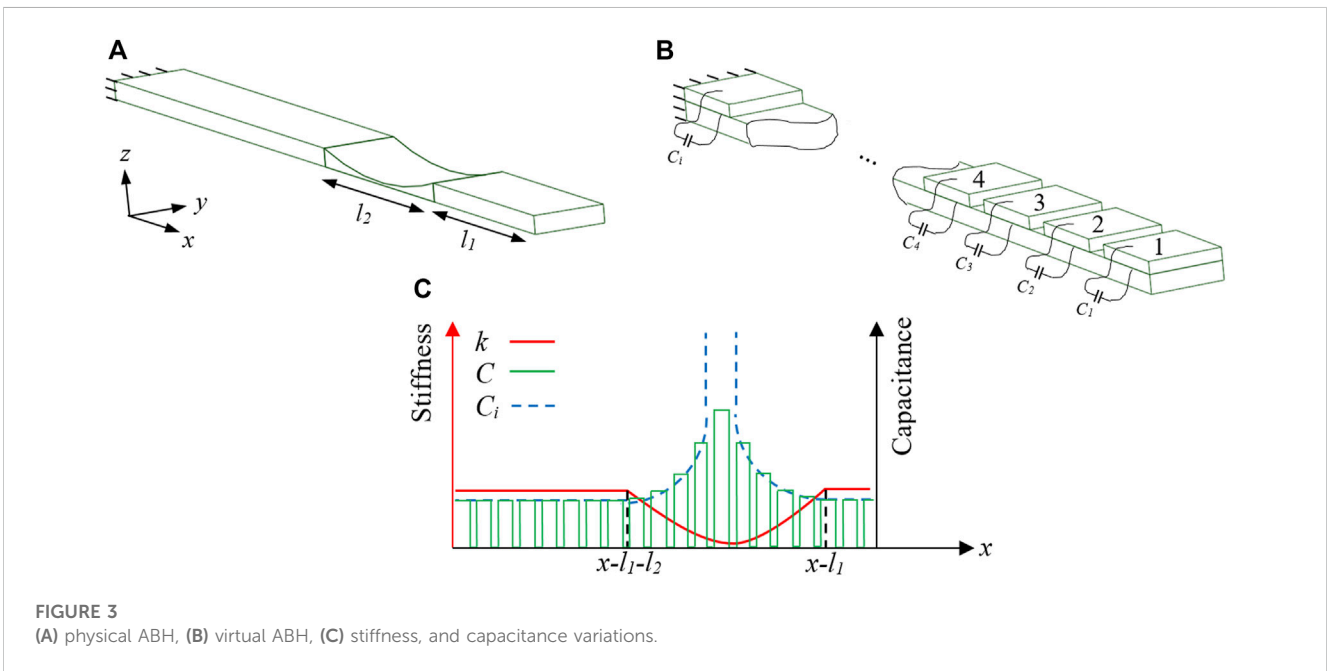 A
z
y
x
l₂
l₁
B
Cᵢ
...
4
3
2
1
C₄
C₃
C₂
C₁
C
Stiffness
k
C
Cᵢ
Capacitance
x-l₁-l₂
x-l₁
x
FIGURE 3
(A) physical ABH, (B) virtual ABH, (C) stiffness, and capacitance variations.